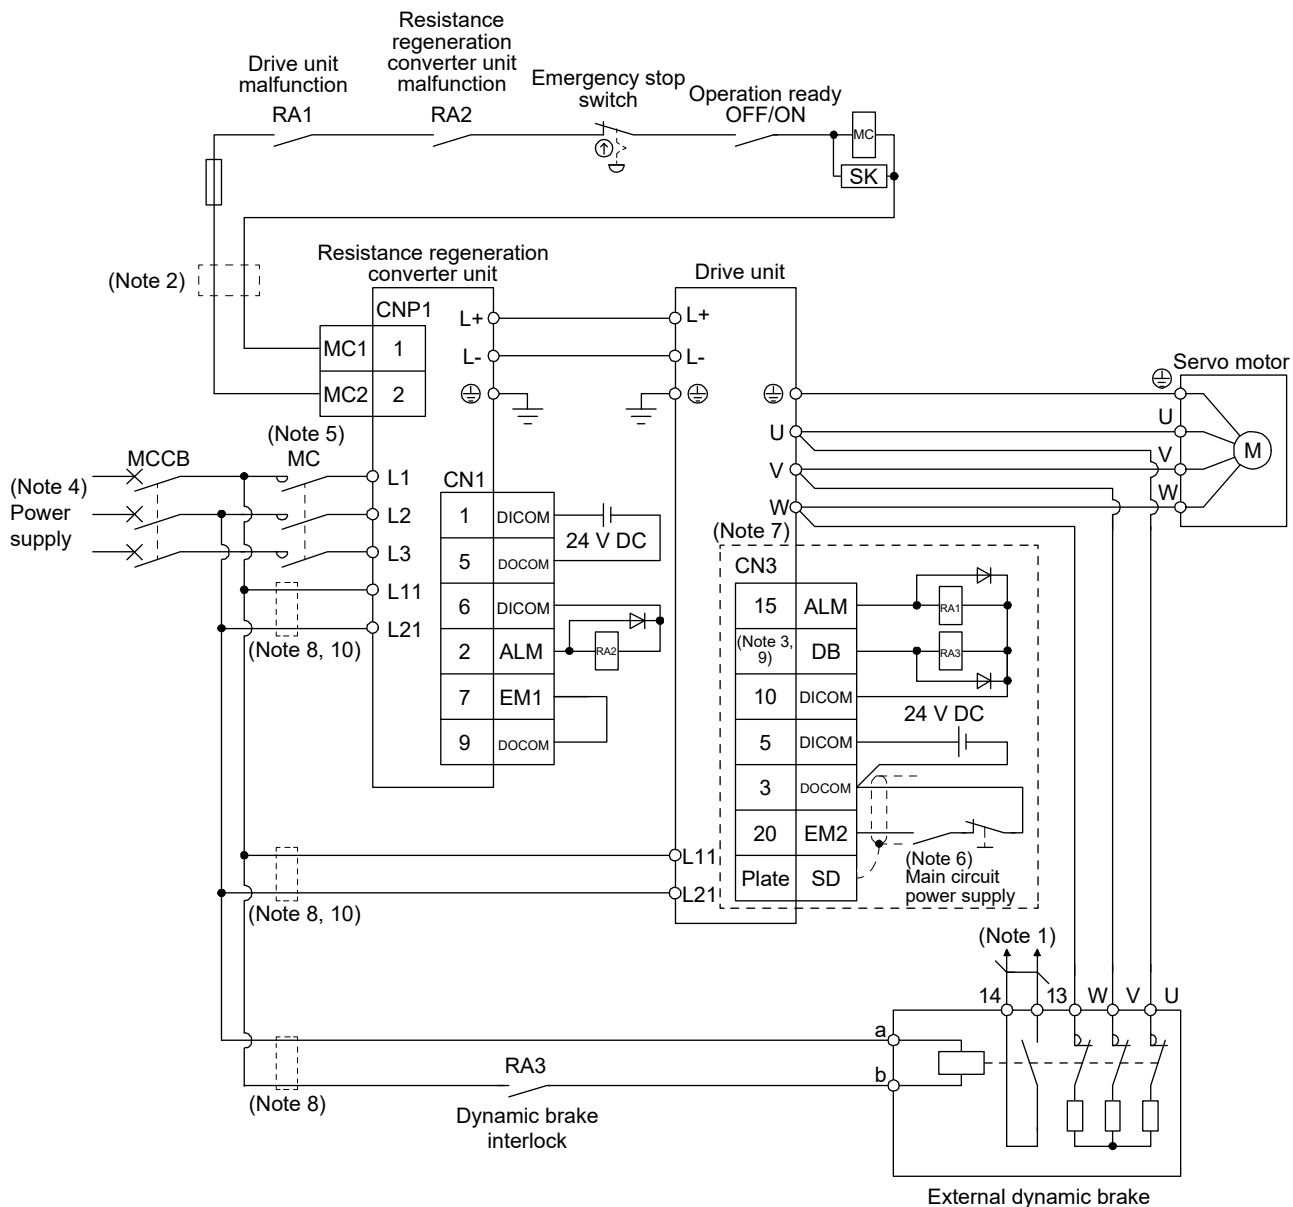 Resistance
regeneration
converter unit
malfunction
Drive unit
malfunction
Emergency stop
switch
Operation ready
OFF/ON
RA1
RA2
MC
SK
(Note 2)
Resistance regeneration
converter unit
Drive unit
CNP1
MC1 1
MC2 2
L+
L-
L+
L-
Servo motor
U
V
W
M
U
V
W
(Note 5)
MCCB
MC
(Note 4)
Power
supply
L1
L2
L3
L11
L21
(Note 8, 10)
CN1
1 DICOM
5 DOCOM
6 DICOM
2 ALM
7 EM1
9 DOCOM
24 V DC
RA2
(Note 7)
CN3
15 ALM
(Note 3,
9) DB
10 DICOM
5 DICOM
3 DOCOM
20 EM2
Plate SD
RA1
RA3
24 V DC
(Note 6)
Main circuit
power supply
L11
L21
(Note 8, 10)
(Note 1)
14 13 W V U
a
b
RA3
(Note 8)
Dynamic brake
interlock
External dynamic brake